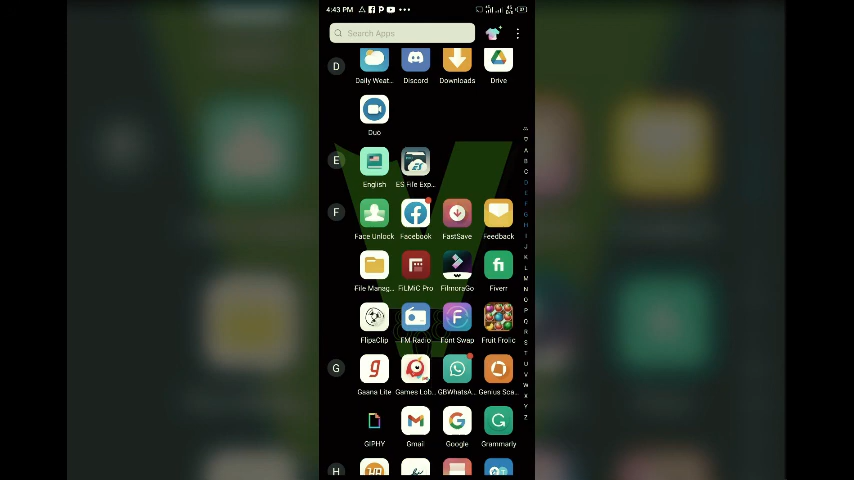 4:43 PM
Search Apps
D
Daily Weat...
Discord
Downloads
Drive
Duo
E
English
ES File Exp...
F
Face Unlock
Facebook
FastSave
Feedback
File Manag...
FiLMiC Pro
FilmoraGo
Fiverr
FlipaClip
FM Radio
Font Swap
Fruit Frolic
G
Gaana Lite
Games Lob...
GBWhatsA...
Genius Sca...
GIPHY
Gmail
Google
Grammarly
H
A
B
C
D
E
F
G
H
I
J
K
L
M
N
O
P
Q
R
S
T
U
V
W
X
Y
Z